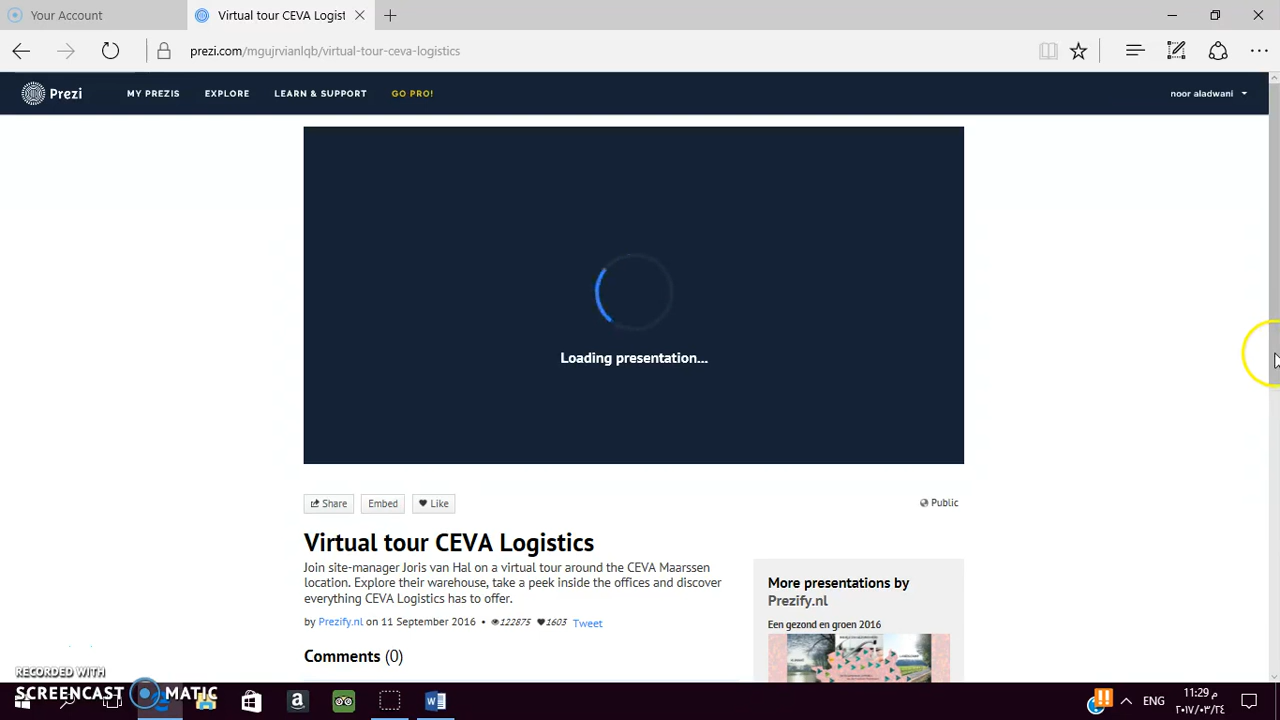 Your Account
Virtual tour CEVA Logist
prezi.com/mgujrvianlqb/virtual-tour-ceva-logistics
Prezi
MY PREZIS
EXPLORE
LEARN & SUPPORT
GO PRO!
noor aladwani
Loading presentation...
Share
Embed
Like
Public
Virtual tour CEVA Logistics
Join site-manager Joris van Hal on a virtual tour around the CEVA Maarssen
location. Explore their warehouse, take a peek inside the offices and discover
everything CEVA Logistics has to offer.
by Prezify.nl on 11 September 2016 • 122875 1603 Tweet
Comments (0)
More presentations by
Prezify.nl
Een gezond en groen 2016
RECORDED WITH
SCREENCAST MATIC
ENG
11:29 م
٢٠١٧/٠٣/٢٤